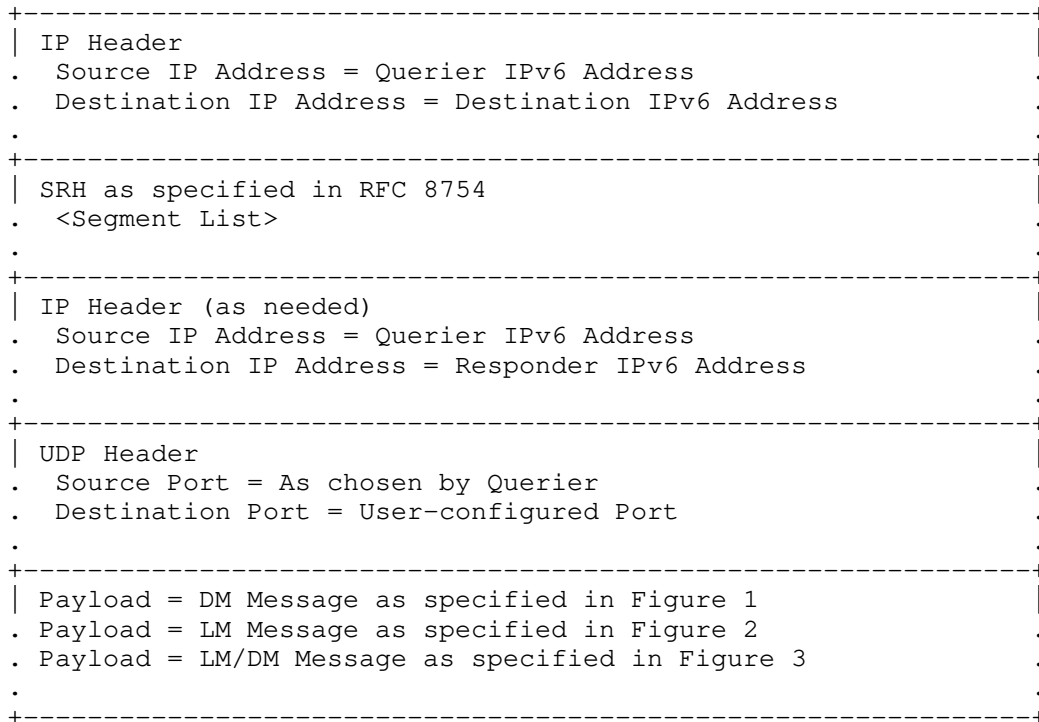 IP Header
Source IP Address = Querier IPv6 Address
Destination IP Address = Destination IPv6 Address
SRH as specified in RFC 8754
<Segment List>
IP Header (as needed)
Source IP Address = Querier IPv6 Address
Destination IP Address = Responder IPv6 Address
UDP Header
Source Port = As chosen by Querier
Destination Port = User-configured Port
Payload = DM Message as specified in Figure 1
Payload = LM Message as specified in Figure 2
Payload = LM/DM Message as specified in Figure 3